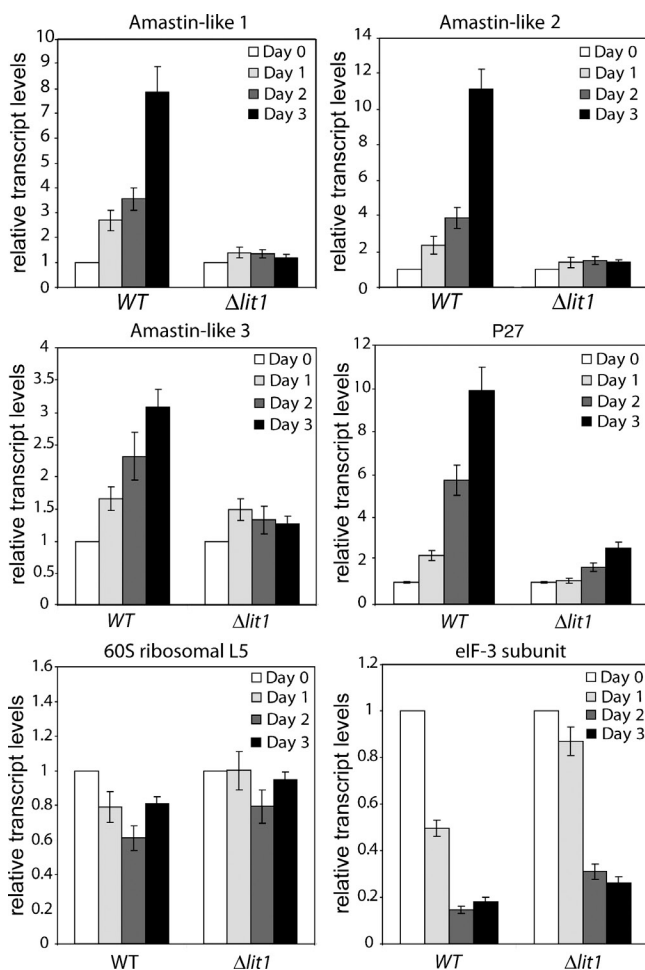 Amastin-like 1
relative transcript levels
10
9
8
7
6
5
4
3
2
1
0
Day 0
Day 1
Day 2
Day 3
WT
Δlit1
Amastin-like 2
relative transcript levels
14
12
10
8
6
4
2
0
Day 0
Day 1
Day 2
Day 3
WT
Δlit1
Amastin-like 3
relative transcript levels
4
3.5
3
2.5
2
1.5
1
0.5
0
Day 0
Day 1
Day 2
Day 3
WT
Δlit1
P27
relative transcript levels
12
10
8
6
4
2
0
Day 0
Day 1
Day 2
Day 3
WT
Δlit1
60S ribosomal L5
relative transcript levels
1.6
1.4
1.2
1
0.8
0.6
0.4
0.2
0
Day 0
Day 1
Day 2
Day 3
WT
Δlit1
eIF-3 subunit
relative transcript levels
1.2
1
0.8
0.6
0.4
0.2
0
Day 0
Day 1
Day 2
Day 3
WT
Δlit1